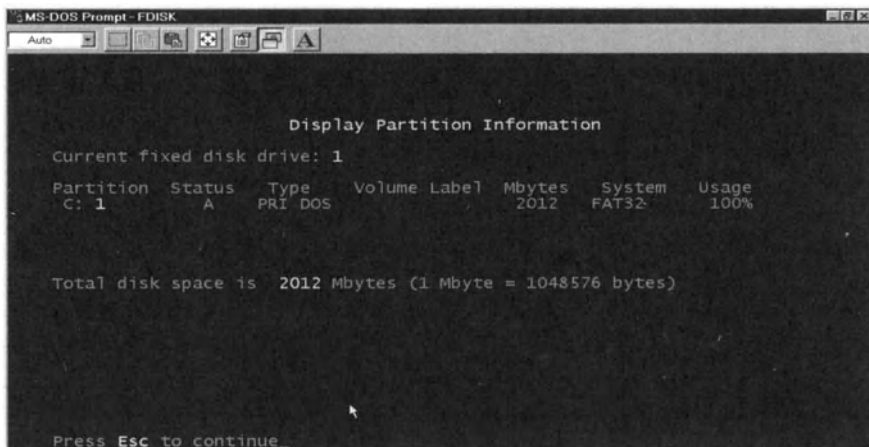 MS-DOS Prompt - FDISK
Auto
A
Display Partition Information
Current fixed disk drive: 1
Partition Status Type Volume Label Mbytes System Usage
C: 1 A PRI DOS 2012 FAT32 100%
Total disk space is 2012 Mbytes (1 Mbyte = 1048576 bytes)
Press Esc to continue_